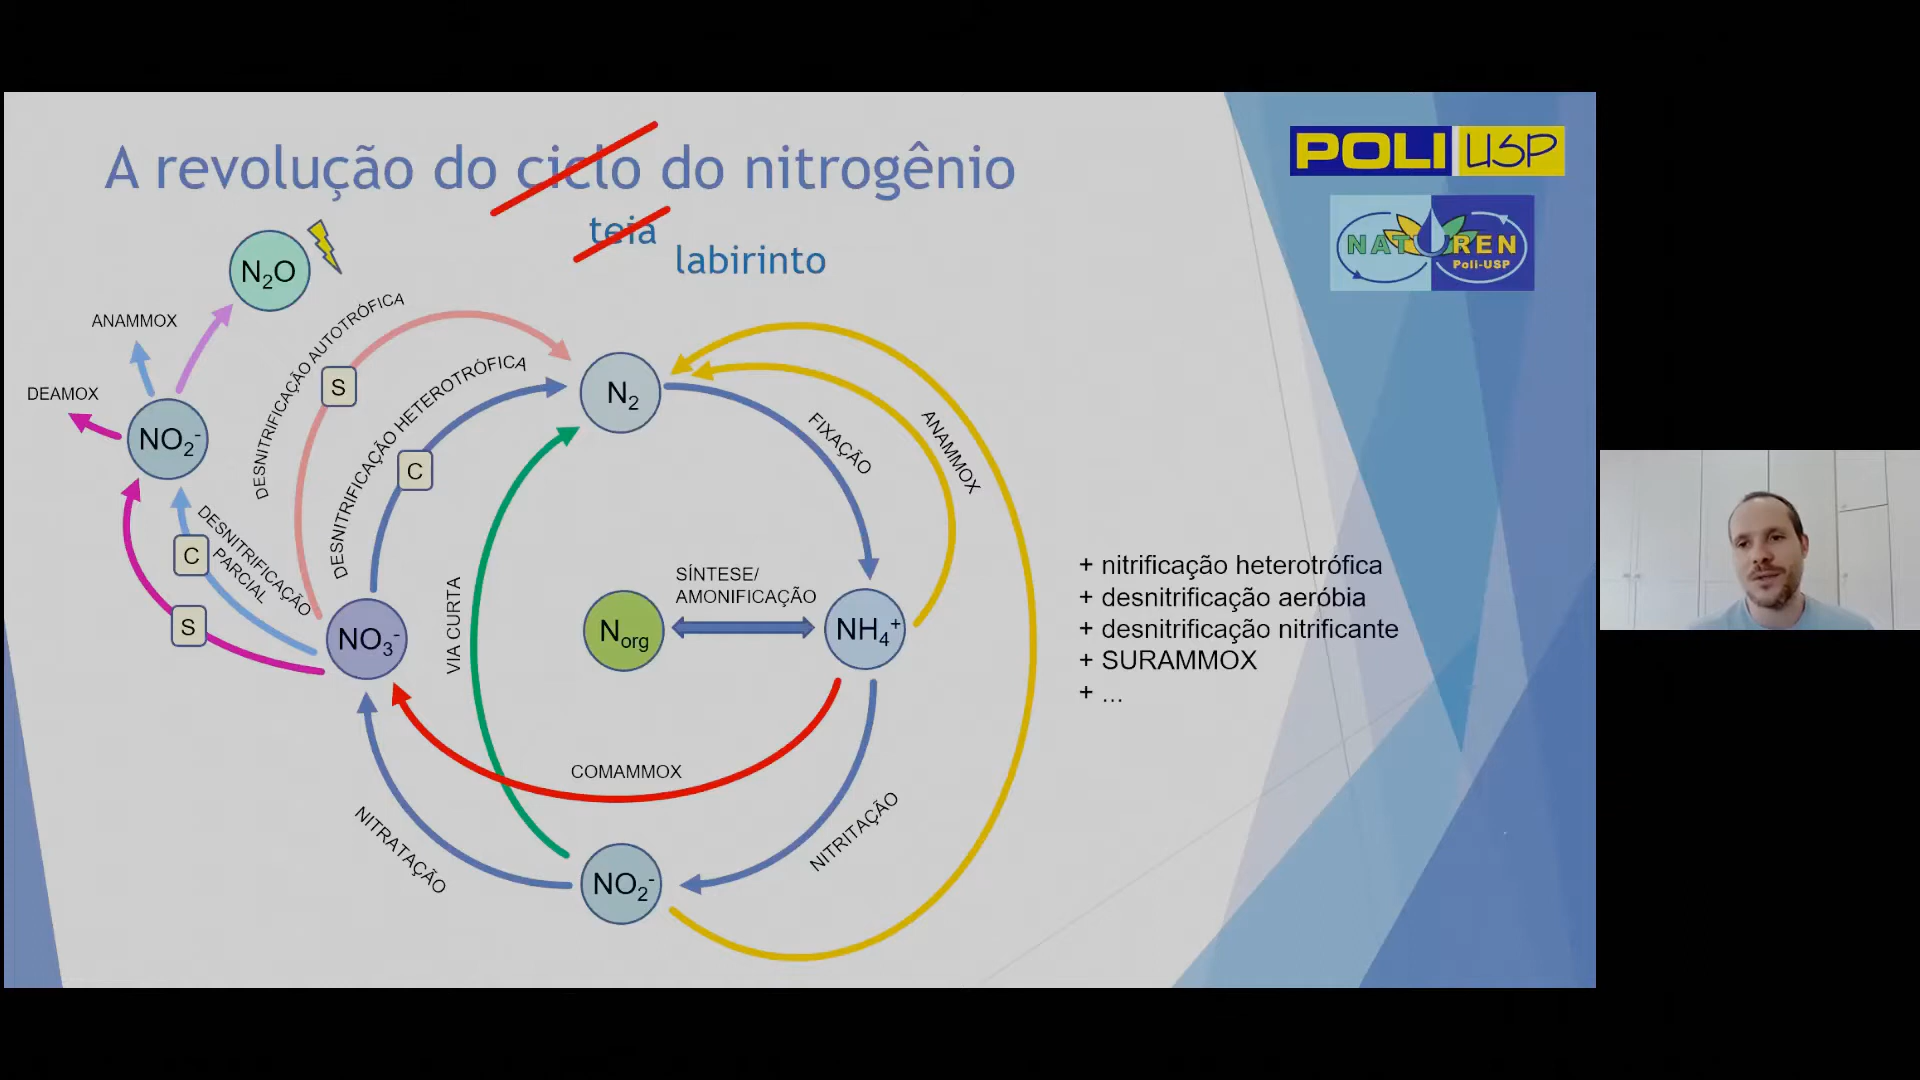 A revolução do ciclo do nitrogênio
teia
labirinto
POLI USP
NATUREN
Poli-USP
N₂O
ANAMMOX
DEAMOX
NO₂⁻
DESNITRIFICAÇÃO AUTOTRÓFICA
S
DESNITRIFICAÇÃO HETEROTRÓFICA
C
N₂
FIXAÇÃO
ANAMMOX
DESNITRIFICAÇÃO
PARCIAL
C
S
NO₃⁻
VIA CURTA
SÍNTESE/
AMONIFICAÇÃO
N org
NH₄⁺
+ nitrificação heterotrófica
+ desnitrificação aeróbia
+ desnitrificação nitrificante
+ SURAMMOX
+ ...
COMAMMOX
NITRATAÇÃO
NITRITAÇÃO
NO₂⁻